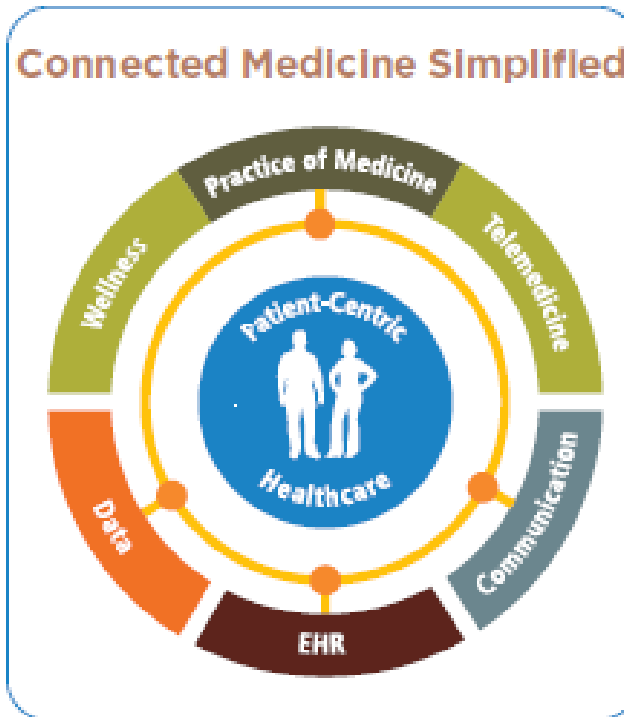 Connected Medicine Simplified
Practice of Medicine
Wellness
Telemedicine
Patient-Centric
Healthcare
Data
Communication
EHR